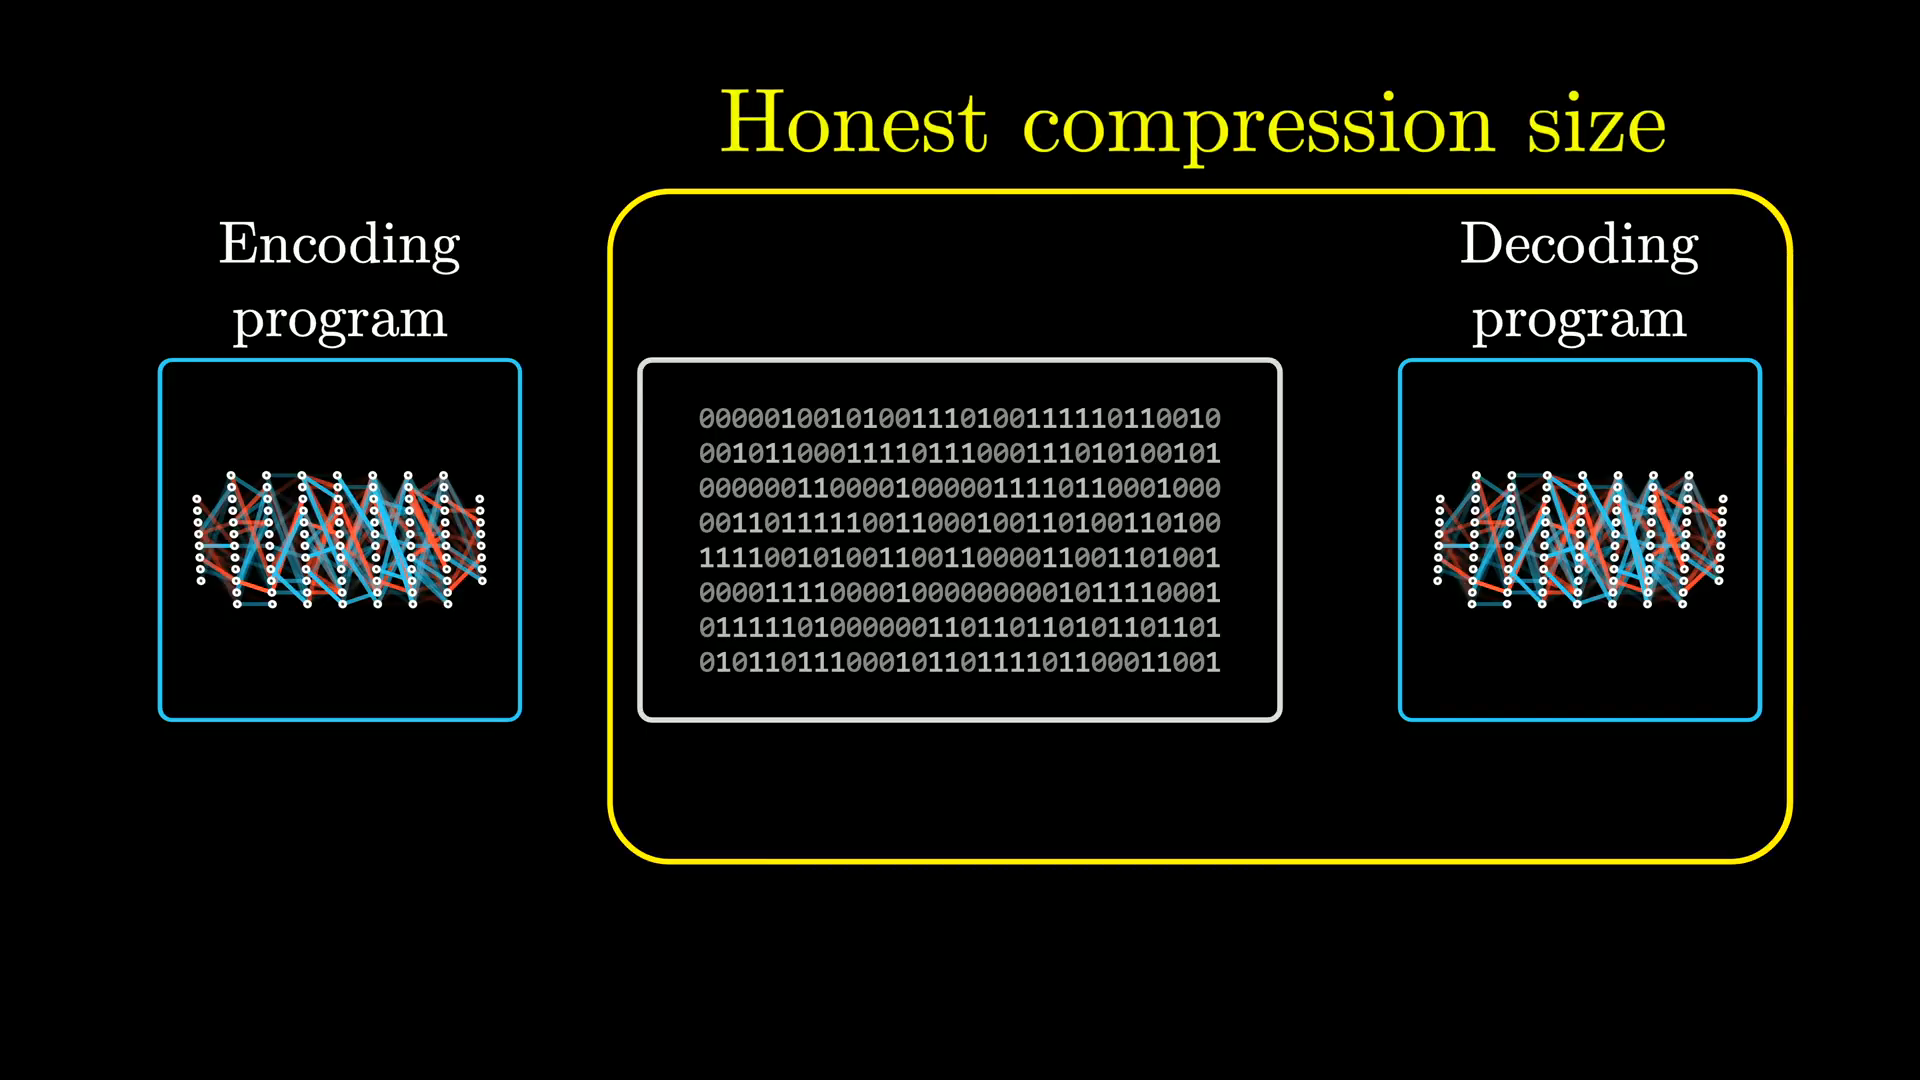 Honest compression size
Encoding
program
Decoding
program
00000100101001110100111110110010
00101100011110111000111010100101
00000011000010000011110110001000
00110111110011000100110100110100
11110010100110011000011001101001
00001111000010000000001011110001
01111101000000110110110101101101
01011011100010110111101100011001